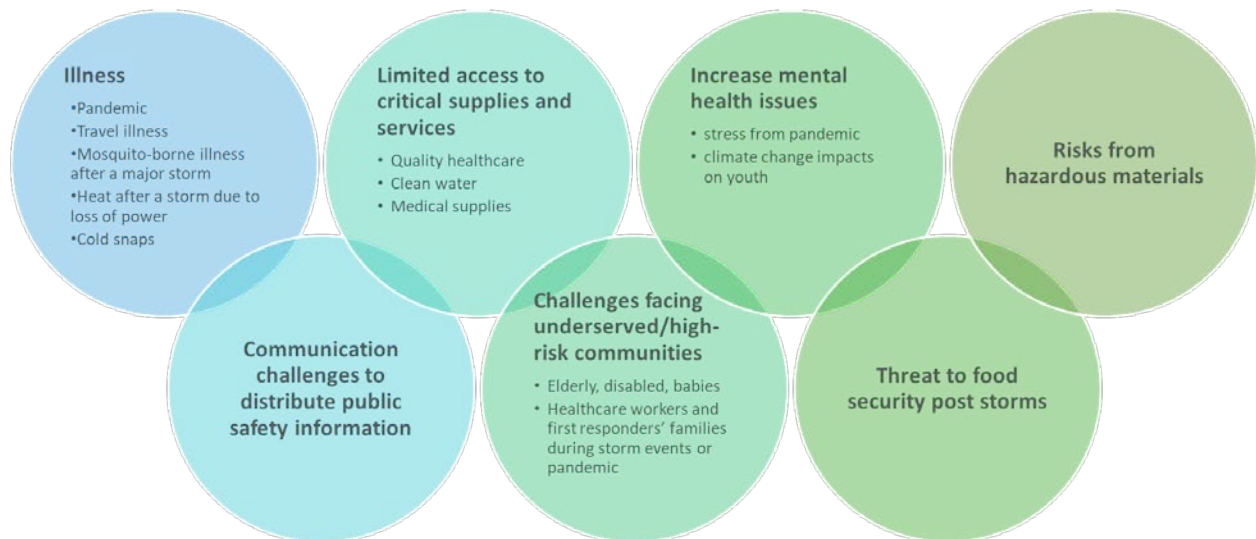 Illness
•Pandemic
•Travel illness
•Mosquito-borne illness
after a major storm
•Heat after a storm due to
loss of power
•Cold snaps
Communication
challenges to
distribute public
safety information
Limited access to
critical supplies and
services
• Quality healthcare
• Clean water
• Medical supplies
Challenges facing
underserved/high-
risk communities
• Elderly, disabled, babies
• Healthcare workers and
first responders’ families
during storm events or
pandemic
Increase mental
health issues
• stress from pandemic
• climate change impacts
on youth
Threat to food
security post storms
Risks from
hazardous materials